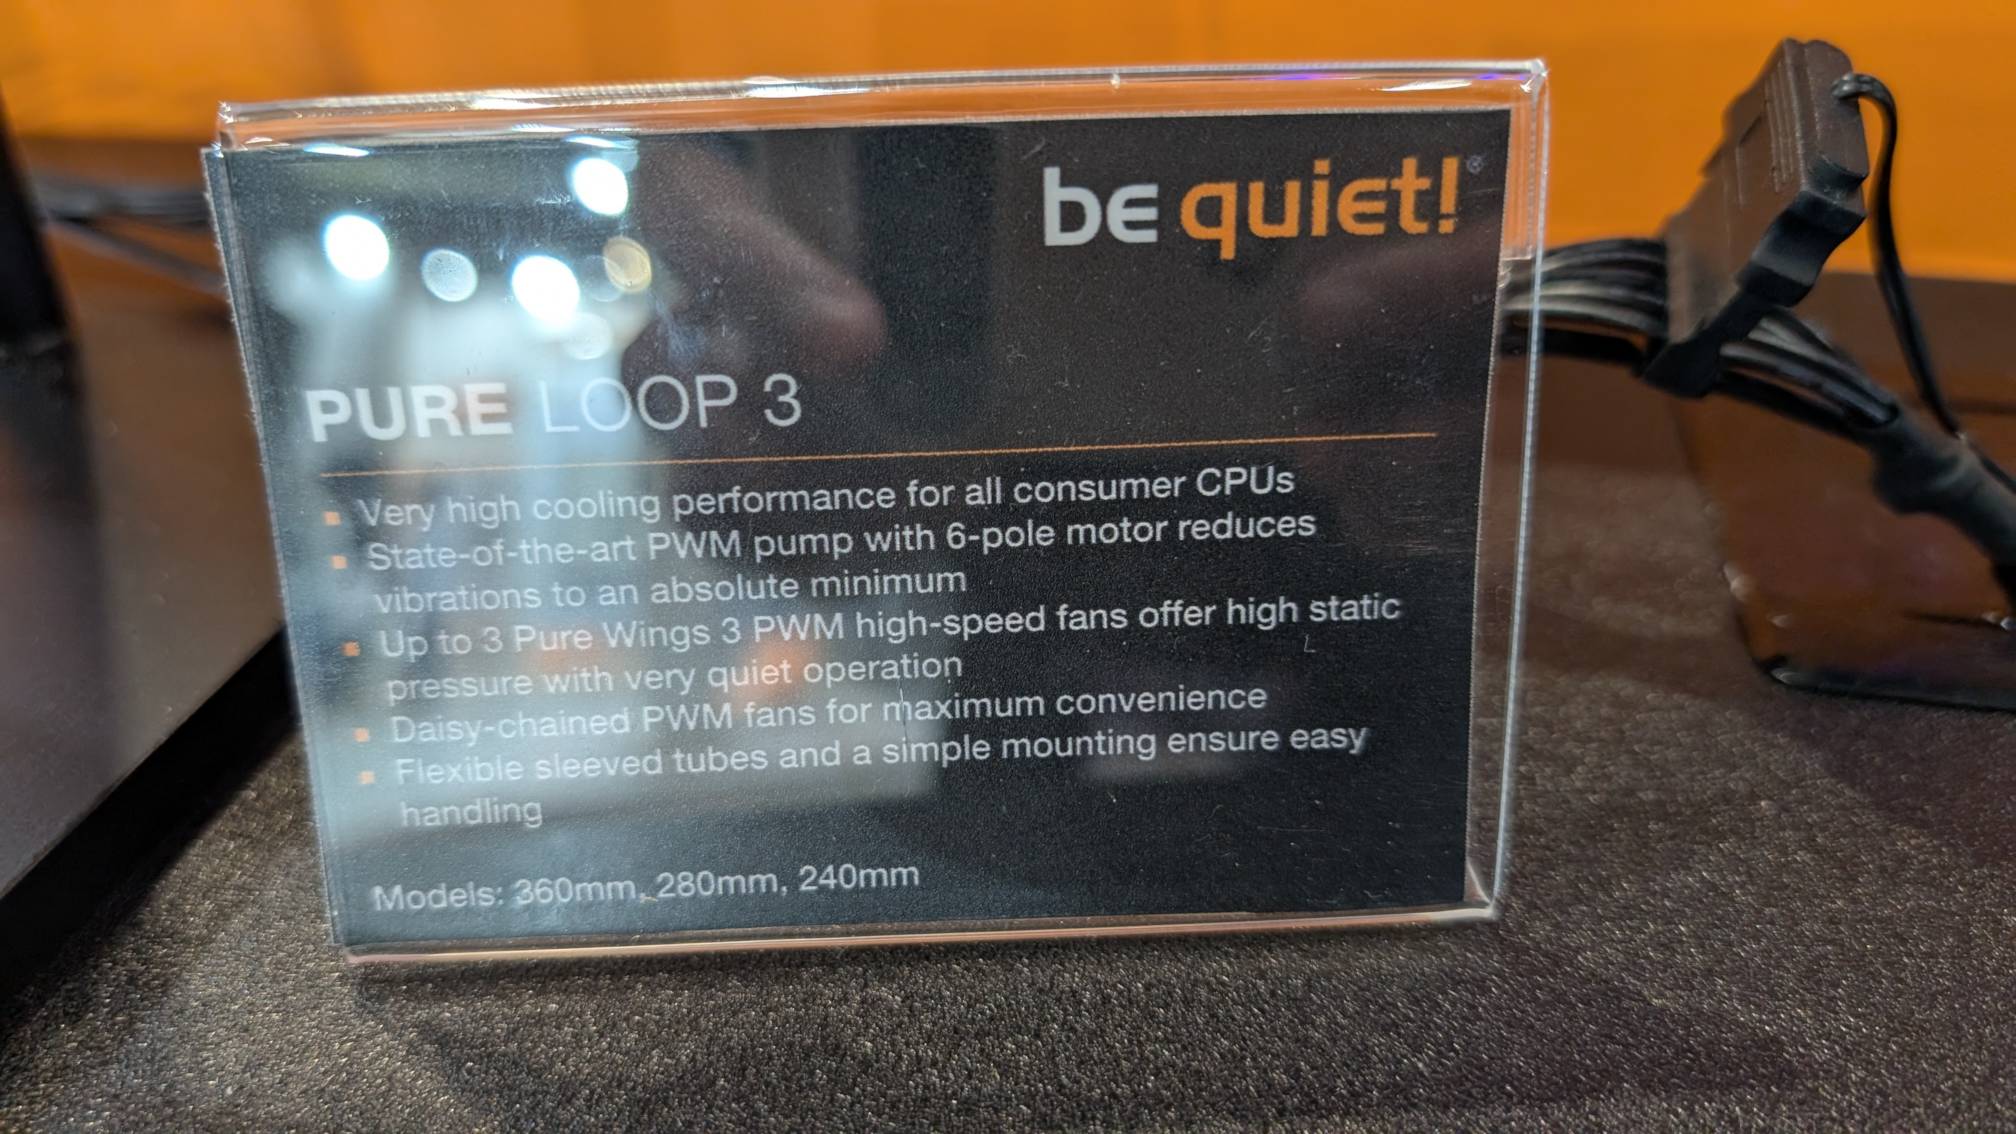 be quiet!®
PURE LOOP 3
▪ Very high cooling performance for all consumer CPUs
▪ State-of-the-art PWM pump with 6-pole motor reduces
vibrations to an absolute minimum
▪ Up to 3 Pure Wings 3 PWM high-speed fans offer high static
pressure with very quiet operation
▪ Daisy-chained PWM fans for maximum convenience
▪ Flexible sleeved tubes and a simple mounting ensure easy
handling
Models: 360mm, 280mm, 240mm